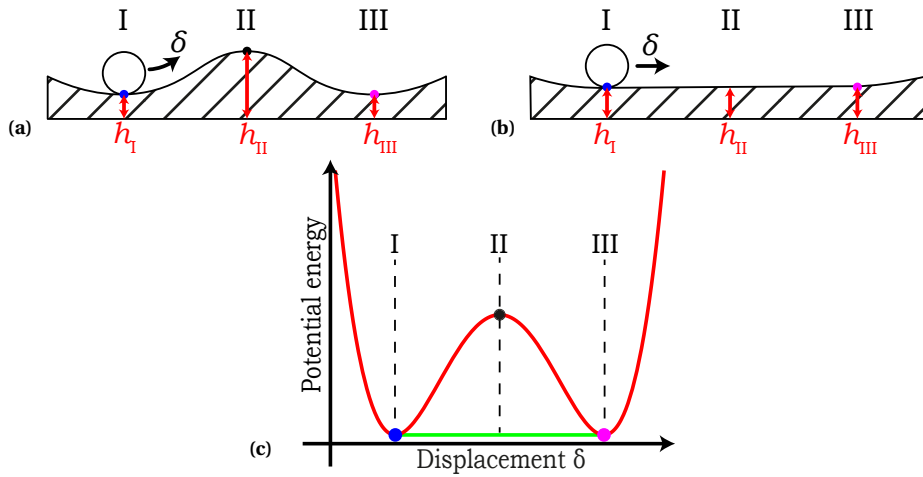 I II III
δ
(a)
h_I h_II h_III
I II III
δ
(b)
h_I h_II h_III
Potential energy
I II III
(c)
Displacement δ